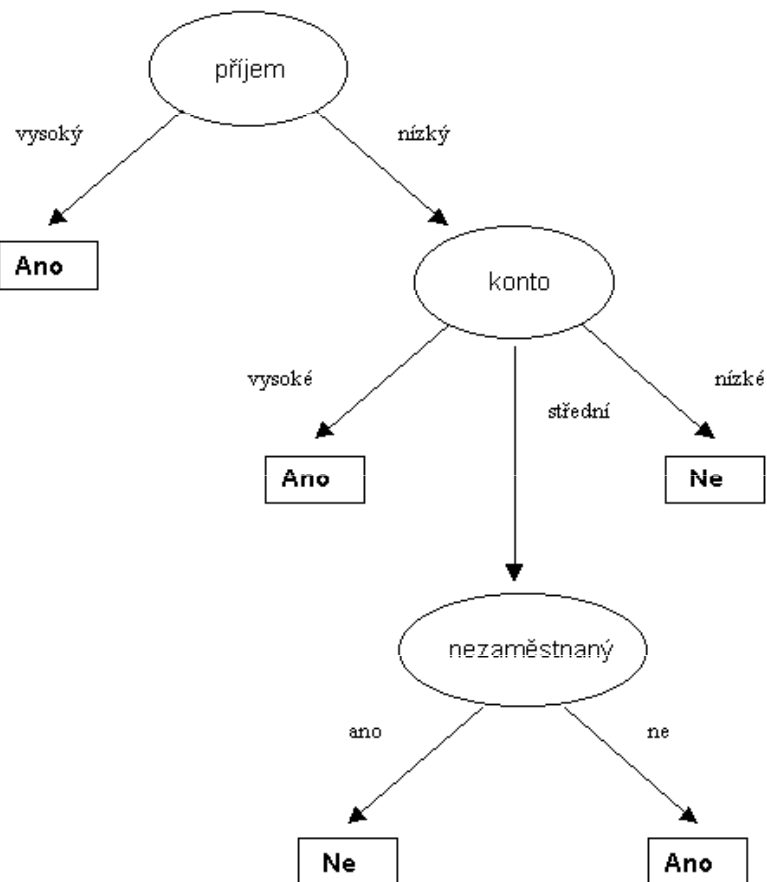 příjem
vysoký
nízký
Ano
konto
vysoké
střední
nízké
Ano
Ne
nezaměstnaný
ano
ne
Ne
Ano